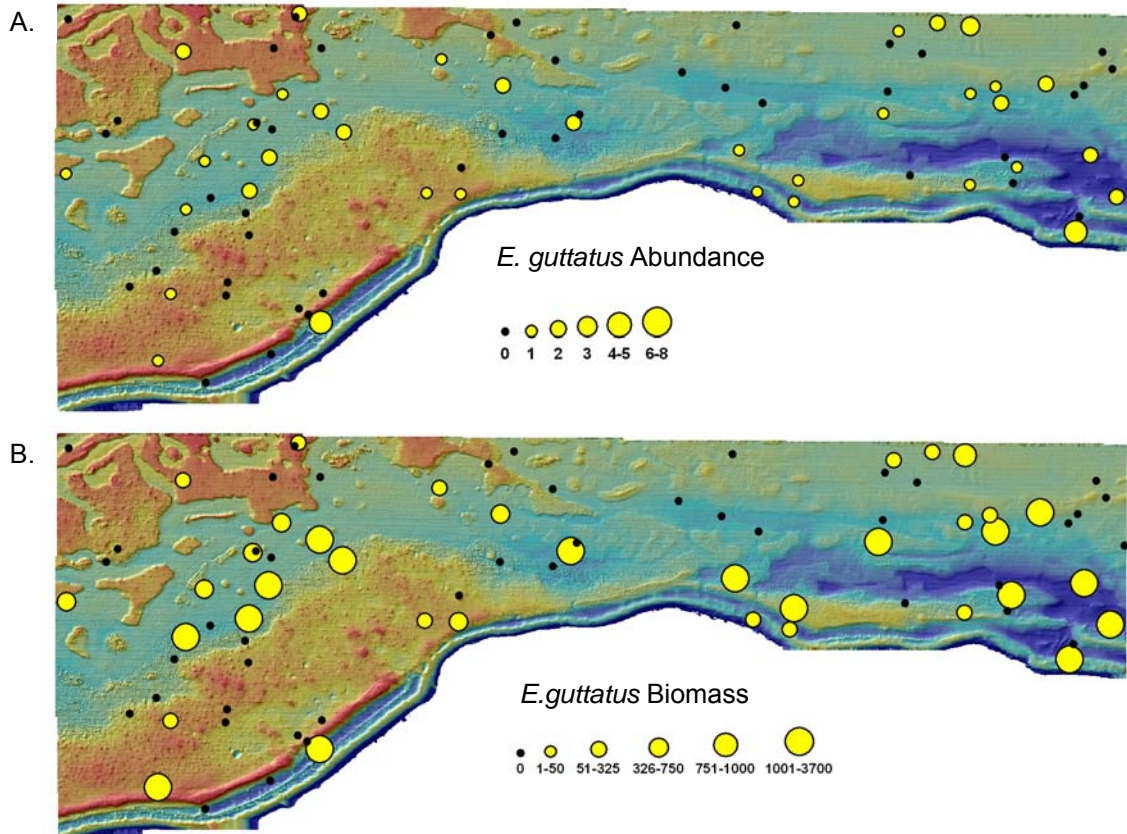 A.
E. guttatus Abundance
0 1 2 3 4-5 6-8
B.
E.guttatus Biomass
0 1-50 51-325 326-750 751-1000 1001-3700